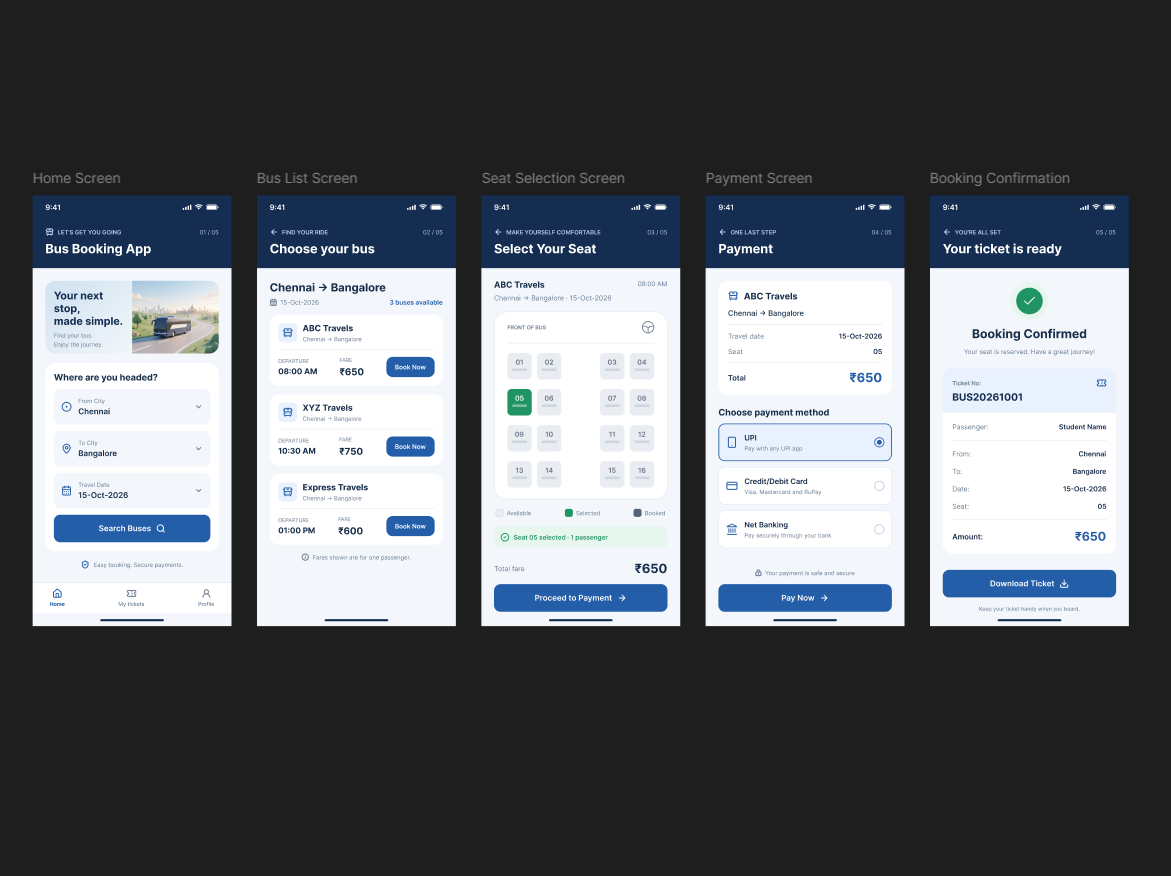 Home Screen
9:41
LET'S GET YOU GOING
01 / 05
Bus Booking App
Your next
stop,
made simple.
Find your bus.
Enjoy the journey.
Where are you headed?
From City
Chennai
To City
Bangalore
Travel Date
15-Oct-2026
Search Buses
Easy booking. Secure payments.
Home
My tickets
Profile
Bus List Screen
9:41
FIND YOUR RIDE
02 / 05
Choose your bus
Chennai → Bangalore
15-Oct-2026
3 buses available
ABC Travels
Chennai → Bangalore
DEPARTURE
FARE
08:00 AM
₹650
Book Now
XYZ Travels
Chennai → Bangalore
DEPARTURE
FARE
10:30 AM
₹750
Book Now
Express Travels
Chennai → Bangalore
DEPARTURE
FARE
01:00 PM
₹600
Book Now
Fares shown are for one passenger.
Seat Selection Screen
9:41
MAKE YOURSELF COMFORTABLE
03 / 05
Select Your Seat
ABC Travels
08:00 AM
Chennai → Bangalore · 15-Oct-2026
FRONT OF BUS
01 02 03 04
05 06 07 08
09 10 11 12
13 14 15 16
Available
Selected
Booked
Seat 05 selected · 1 passenger
Total fare
₹650
Proceed to Payment →
Payment Screen
9:41
ONE LAST STEP
04 / 05
Payment
ABC Travels
Chennai → Bangalore
Travel date
15-Oct-2026
Seat
05
Total
₹650
Choose payment method
UPI
Pay with any UPI app
Credit/Debit Card
Visa, Mastercard and RuPay
Net Banking
Pay securely through your bank
Your payment is safe and secure
Pay Now →
Booking Confirmation
9:41
YOU'RE ALL SET
05 / 05
Your ticket is ready
Booking Confirmed
Your seat is reserved. Have a great journey!
Ticket No:
BUS20261001
Passenger:
Student Name
From:
Chennai
To:
Bangalore
Date:
15-Oct-2026
Seat:
05
Amount:
₹650
Download Ticket
Keep your ticket handy when you board.